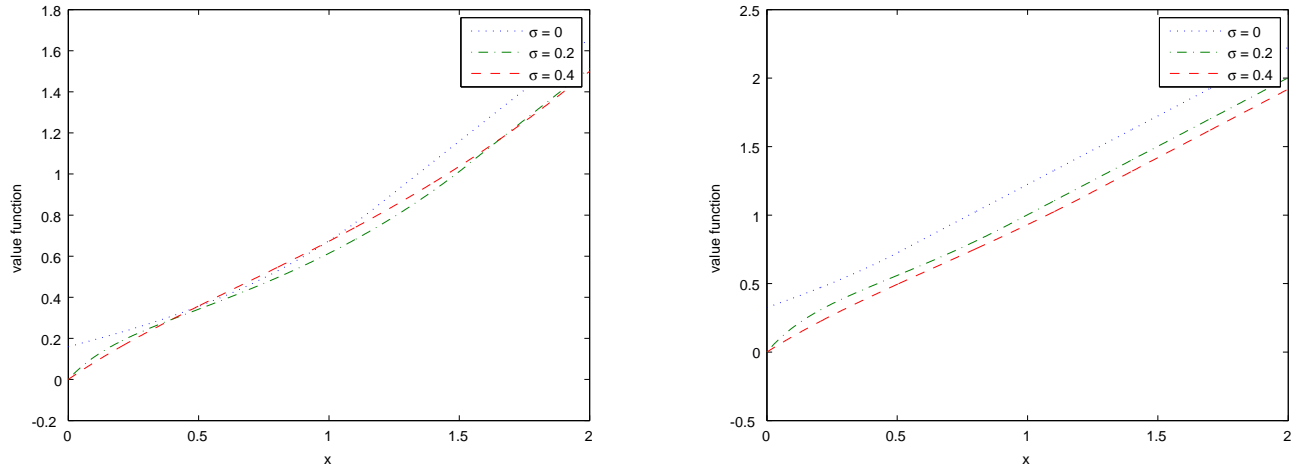 1.8
1.6
1.4
1.2
1
0.8
0.6
0.4
0.2
0
-0.2
value function
0
0.5
1
1.5
2
x
σ = 0
σ = 0.2
σ = 0.4
2.5
2
1.5
1
0.5
0
-0.5
value function
0
0.5
1
1.5
2
x
σ = 0
σ = 0.2
σ = 0.4